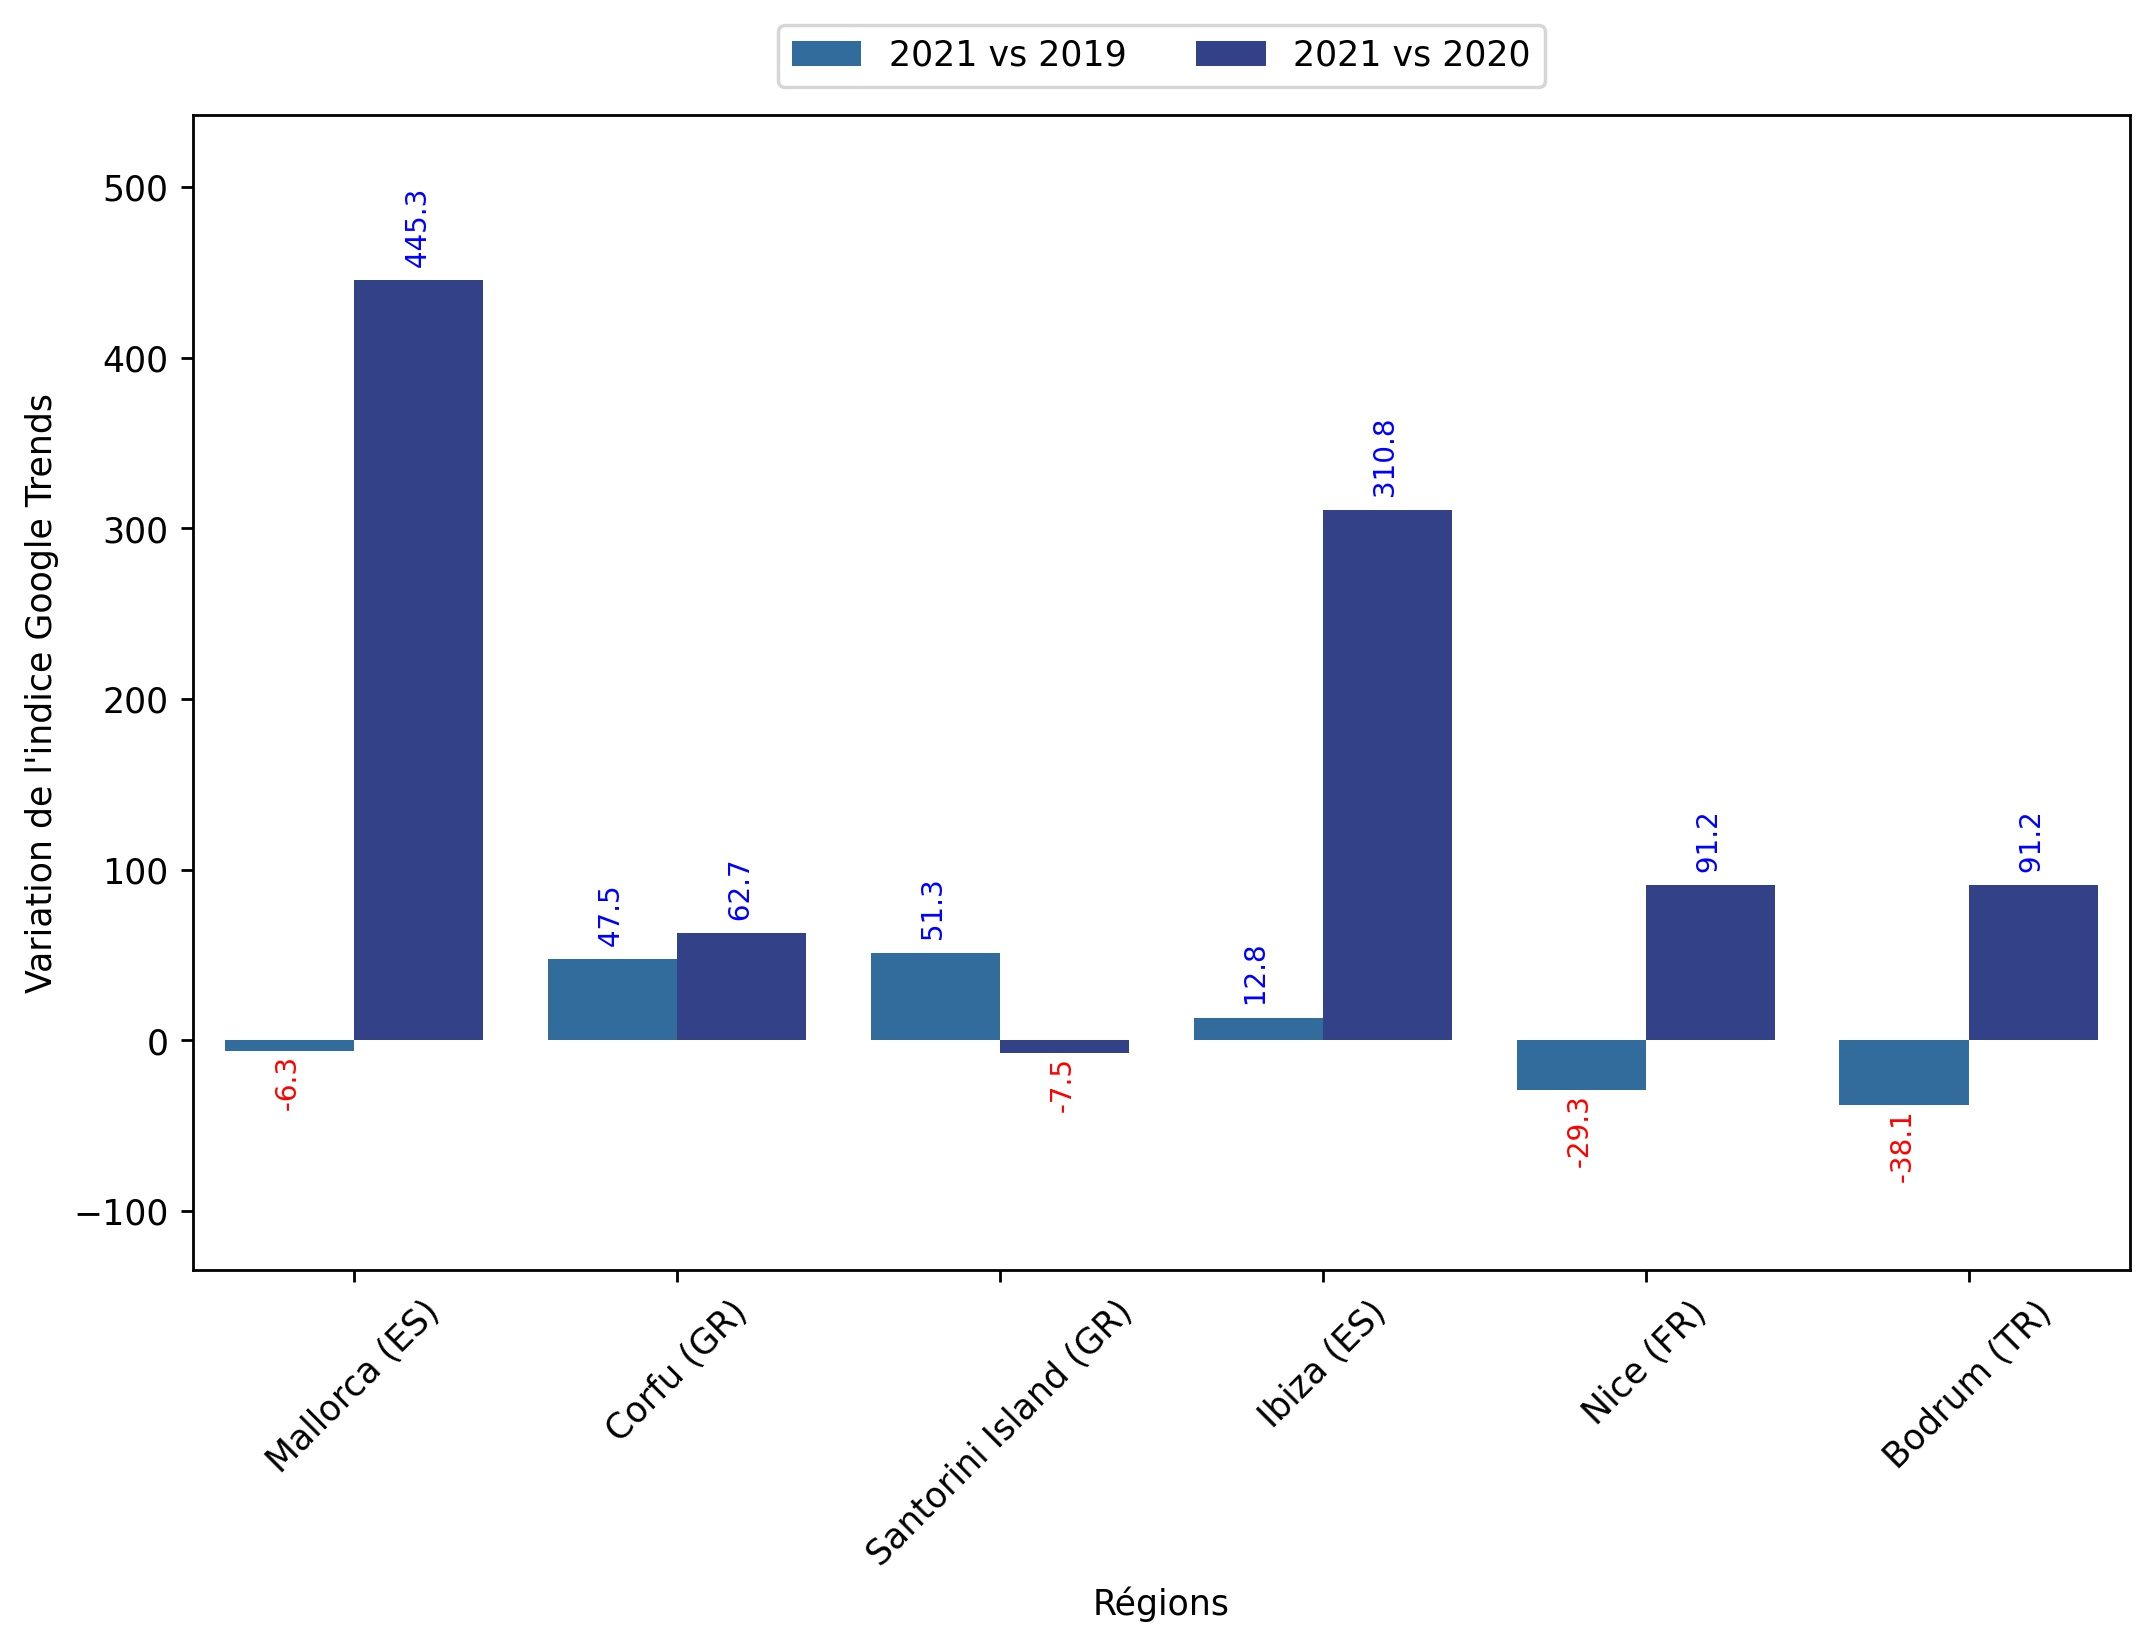 2021 vs 2019
2021 vs 2020
Variation de l'indice Google Trends
500
400
300
200
100
0
−100
-6.3
445.3
47.5
62.7
51.3
-7.5
12.8
310.8
-29.3
91.2
-38.1
91.2
Mallorca (ES)
Corfu (GR)
Santorini Island (GR)
Ibiza (ES)
Nice (FR)
Bodrum (TR)
Régions